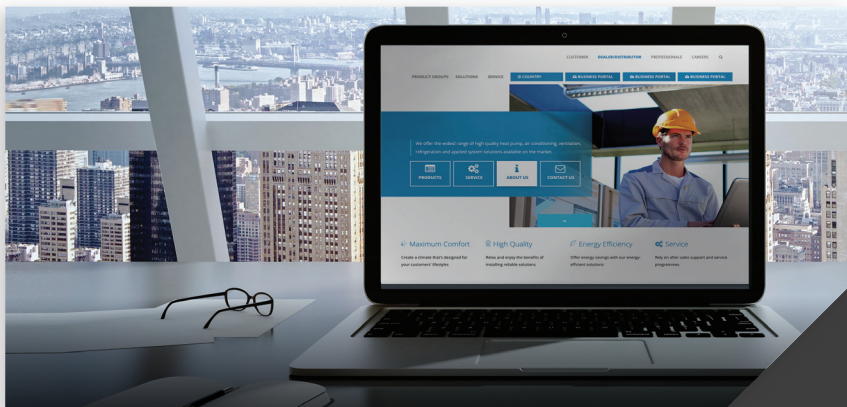 CUSTOMER DEALER/DISTRIBUTOR PROFESSIONALS CAREERS
PRODUCT GROUPS SOLUTIONS SERVICE COUNTRY BUSINESS PORTAL BUSINESS PORTAL BUSINESS PORTAL
We offer the widest range of high quality heat pump, air conditioning, ventilation,
refrigeration and applied system solutions available on the market.
PRODUCTS SERVICE ABOUT US CONTACT US
Maximum Comfort
Create a climate that's designed for
your customers' lifestyles
High Quality
Relax and enjoy the benefits of
installing reliable solutions
Energy Efficiency
Offer energy savings with our energy-
efficient solutions
Service
Rely on after-sales support and service
programmes